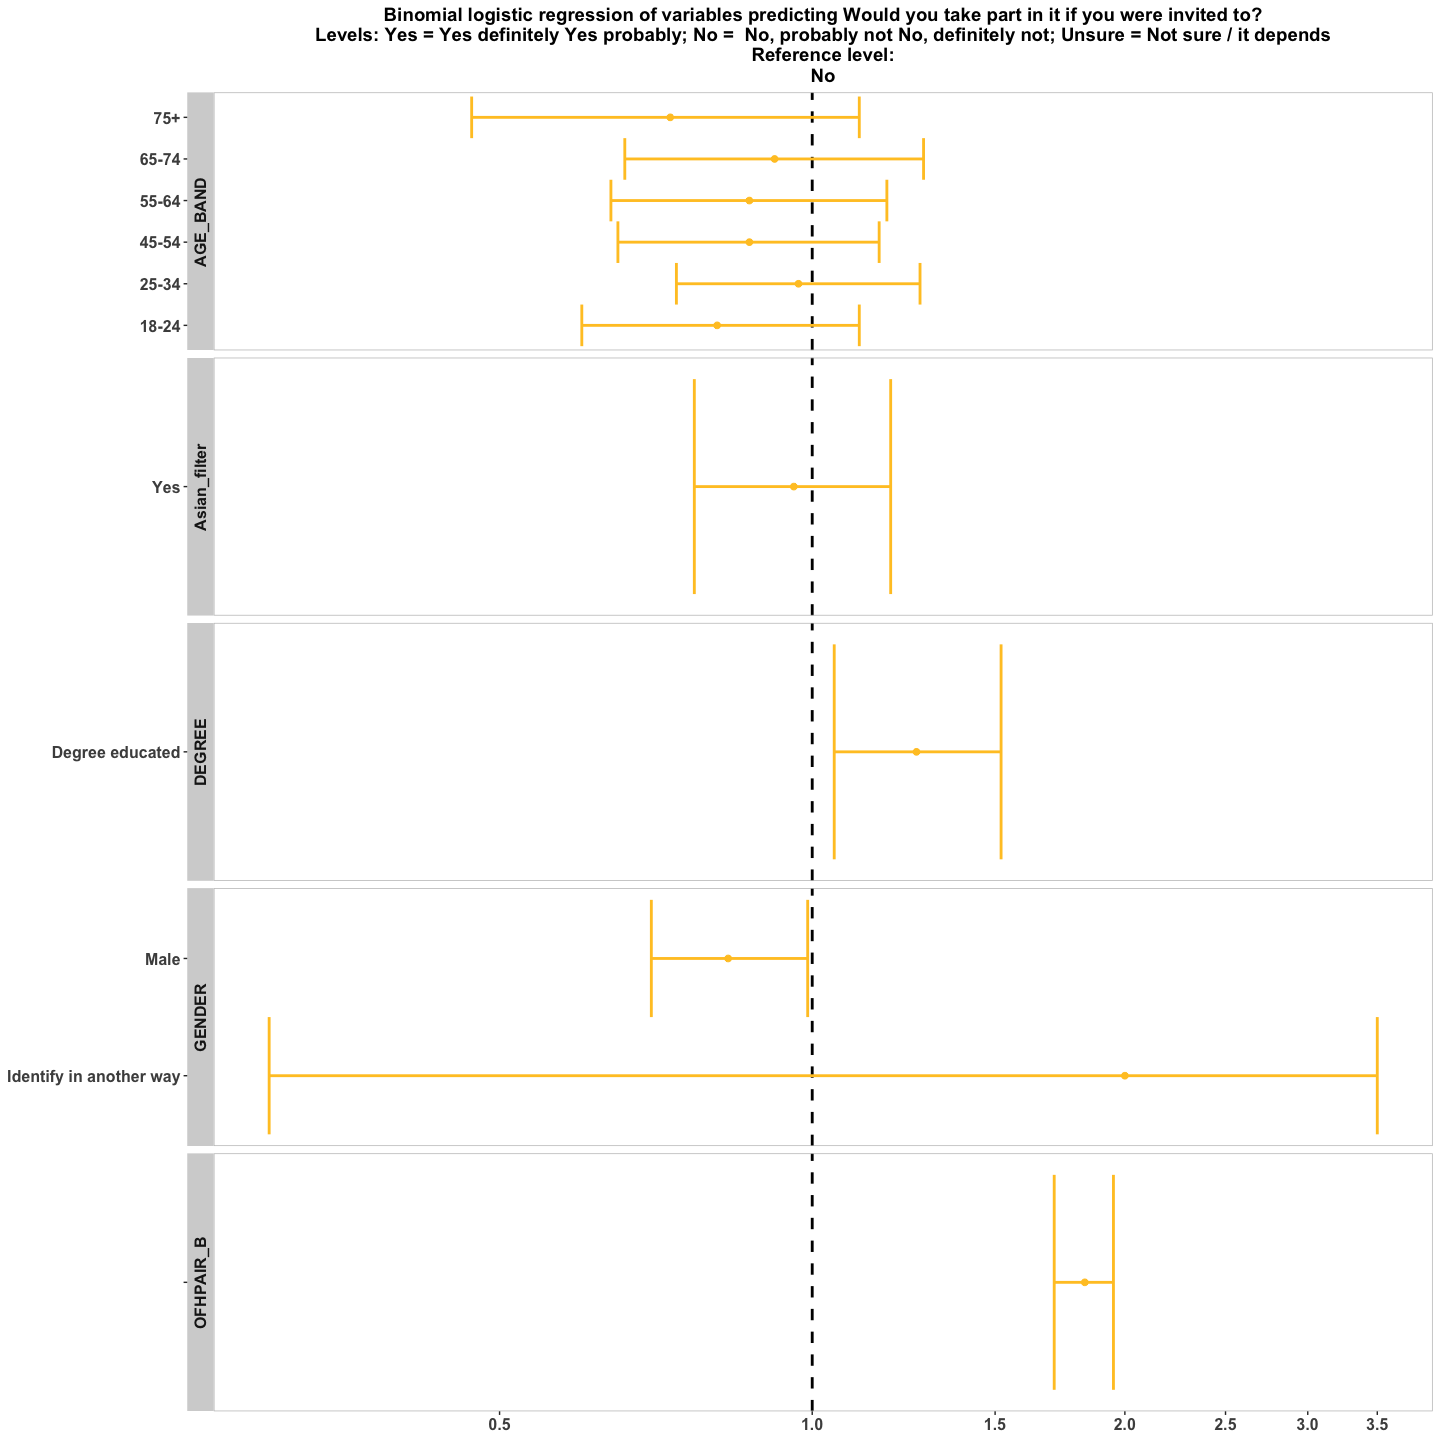 Binomial logistic regression of variables predicting Would you take part in it if you were invited to?
Levels: Yes = Yes definitely Yes probably; No =  No, probably not No, definitely not; Unsure = Not sure / it depends
Reference level:
No
AGE_BAND
75+
65-74
55-64
45-54
25-34
18-24
Asian_filter
Yes
DEGREE
Degree educated
GENDER
Male
Identify in another way
OFHPAIR_B
0.5 1.0 1.5 2.0 2.5 3.0 3.5